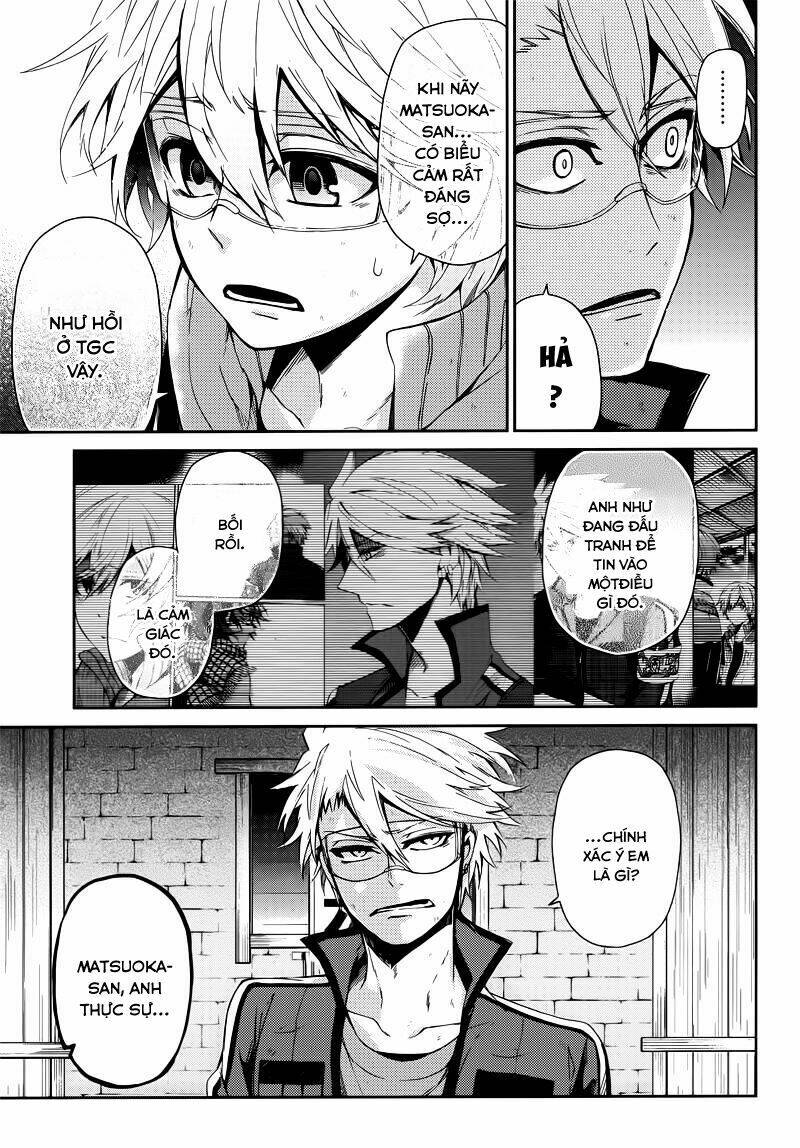 .........
HẢ
?
KHI NÃY
MATSUOKA-
SAN...
CÓ BIỂU
CẢM RẤT
ĐÁNG
SỢ...
NHƯ HỒI
Ở TGC
VẬY.
ANH NHƯ
ĐANG ĐẤU
TRANH ĐỂ
TIN VÀO
MỘTĐIỀU
GÌ ĐÓ.
BỐI
RỒI.
LÀ CẢM
GIÁC
ĐÓ.
...CHÍNH
XÁC Ý EM
LÀ GÌ?
MATSUOKA-
SAN, ANH
THỰC SỰ...